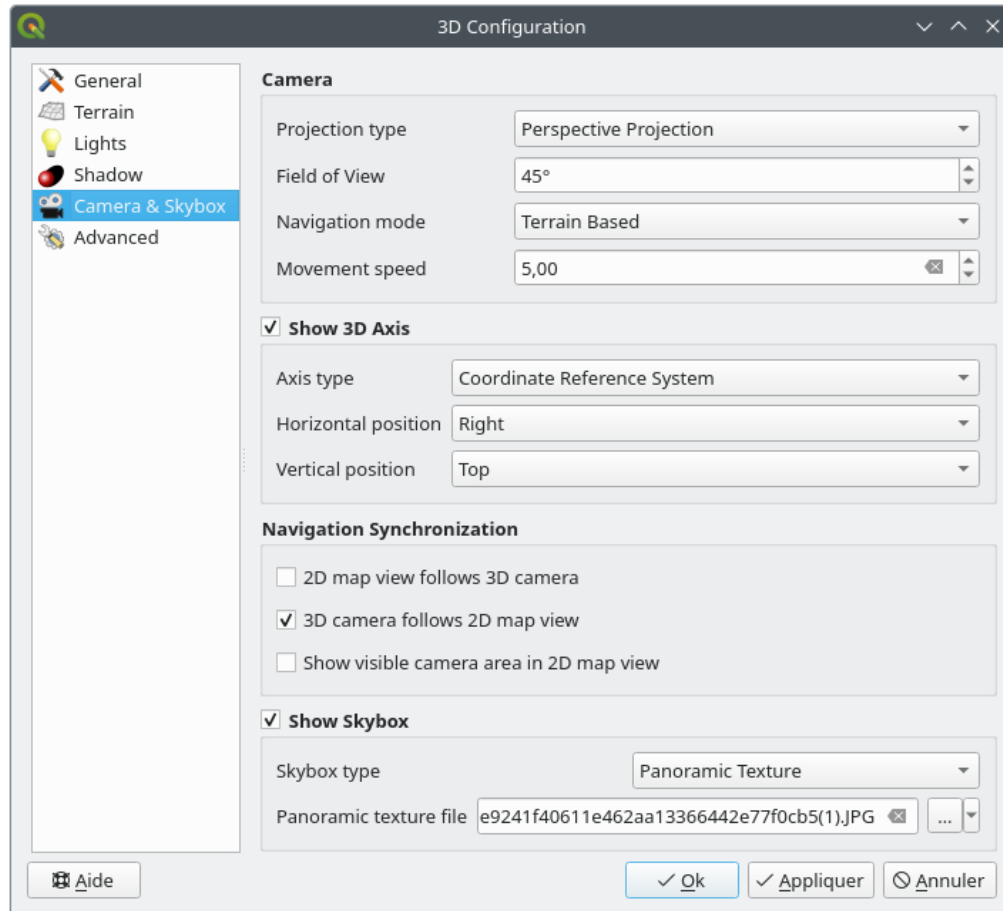 3D Configuration
General
Terrain
Lights
Shadow
Camera & Skybox
Advanced
Camera
Projection type Perspective Projection
Field of View 45°
Navigation mode Terrain Based
Movement speed 5,00
Show 3D Axis
Axis type Coordinate Reference System
Horizontal position Right
Vertical position Top
Navigation Synchronization
2D map view follows 3D camera
3D camera follows 2D map view
Show visible camera area in 2D map view
Show Skybox
Skybox type Panoramic Texture
Panoramic texture file e9241f40611e462aa13366442e77f0cb5(1).JPG ...
Aide Ok Appliquer Annuler